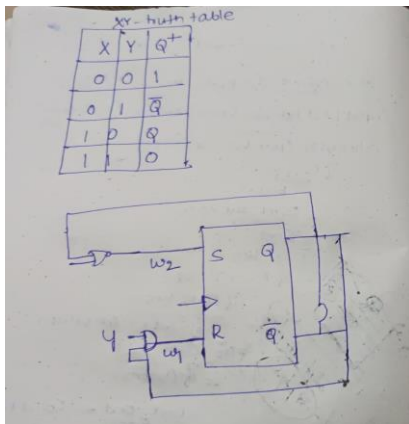 XY- truth table
X Y Q+
0 0 1
0 1 Q̅
1 0 Q
1 1 0
S Q
w2
Y R Q̅
w1